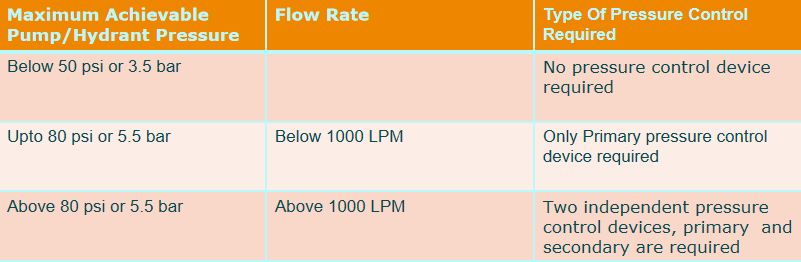 Maximum Achievable
Pump/Hydrant Pressure
Flow Rate
Type Of Pressure Control
Required
Below 50 psi or 3.5 bar
No pressure control device
required
Upto 80 psi or 5.5 bar
Below 1000 LPM
Only Primary pressure control
device required
Above 80 psi or 5.5 bar
Above 1000 LPM
Two independent pressure
control devices, primary and
secondary are required